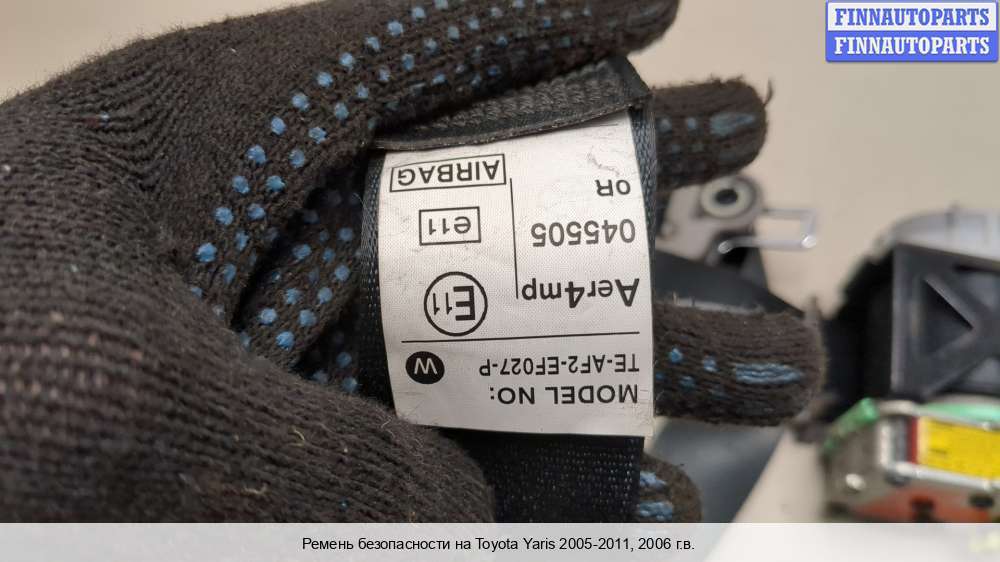 FINNAUTOPARTS
FINNAUTOPARTS
MODEL NO:
TE-AF2-EF027-P W
Aer4mp E11
045505 e11
OR AIRBAG
Ремень безопасности на Toyota Yaris 2005-2011, 2006 г.в.